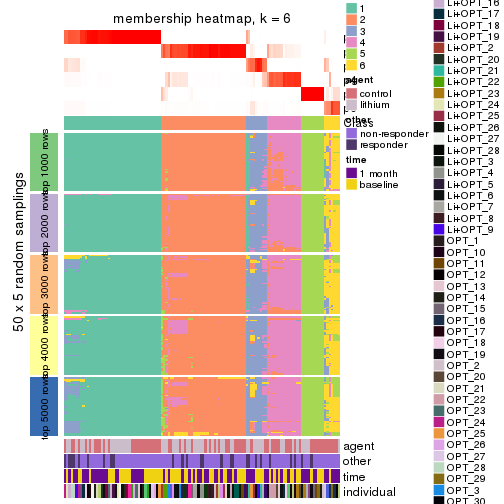 membership heatmap, k = 6
50 x 5 random samplings
top 1000 rows
top 2000 rows
top 3000 rows
top 4000 rows
top 5000 rows
Class
agent
other
time
individual
1
2
3
4
5
6
agent
control
lithium
other
non-responder
responder
time
1 month
baseline
Li+OPT_16
Li+OPT_17
Li+OPT_18
Li+OPT_19
Li+OPT_2
Li+OPT_20
Li+OPT_21
Li+OPT_22
Li+OPT_23
Li+OPT_24
Li+OPT_25
Li+OPT_26
Li+OPT_27
Li+OPT_28
Li+OPT_3
Li+OPT_4
Li+OPT_5
Li+OPT_6
Li+OPT_7
Li+OPT_8
Li+OPT_9
OPT_1
OPT_10
OPT_11
OPT_12
OPT_13
OPT_14
OPT_15
OPT_16
OPT_17
OPT_18
OPT_19
OPT_2
OPT_20
OPT_21
OPT_22
OPT_23
OPT_24
OPT_25
OPT_26
OPT_27
OPT_28
OPT_29
OPT_3
OPT_30